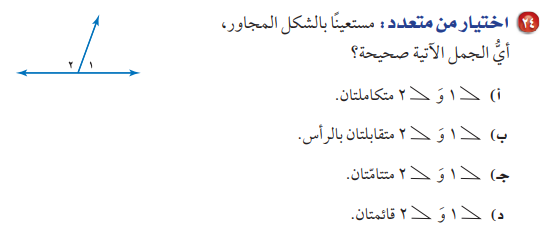 ٢٤ اختيار من متعدد: مستعينًا بالشكل المجاور،
أيُّ الجمل الآتية صحيحة؟
أ) ∠١ وَ ∠٢ متكاملتان.
ب) ∠١ وَ ∠٢ متقابلتان بالرأس.
جـ) ∠١ وَ ∠٢ متتامّتان.
د) ∠١ وَ ∠٢ قائمتان.
٢ ١